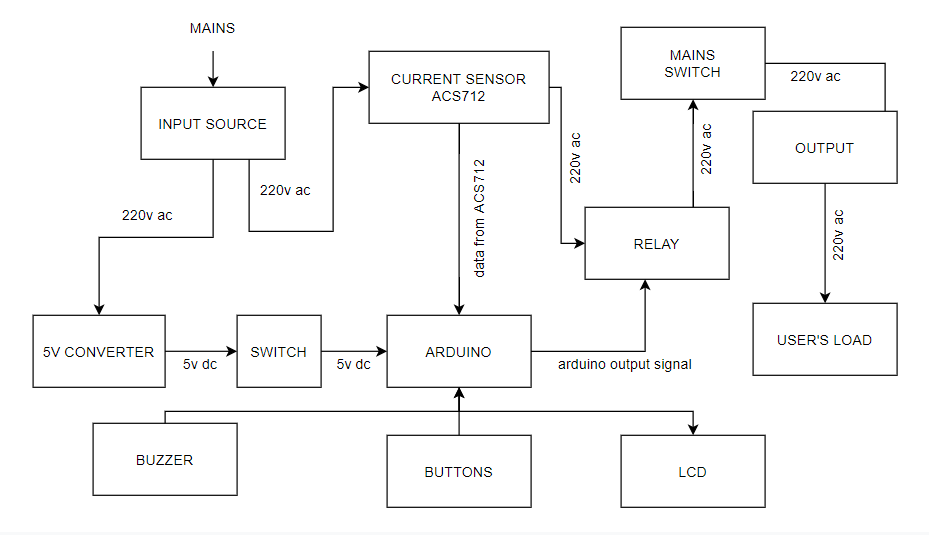 MAINS
INPUT SOURCE
CURRENT SENSOR
ACS712
MAINS
SWITCH
220v ac
OUTPUT
220v ac
220v ac
220v ac
220v ac
data from ACS712
RELAY
220v ac
5V CONVERTER
5v dc
SWITCH
5v dc
ARDUINO
arduino output signal
USER'S LOAD
BUZZER
BUTTONS
LCD